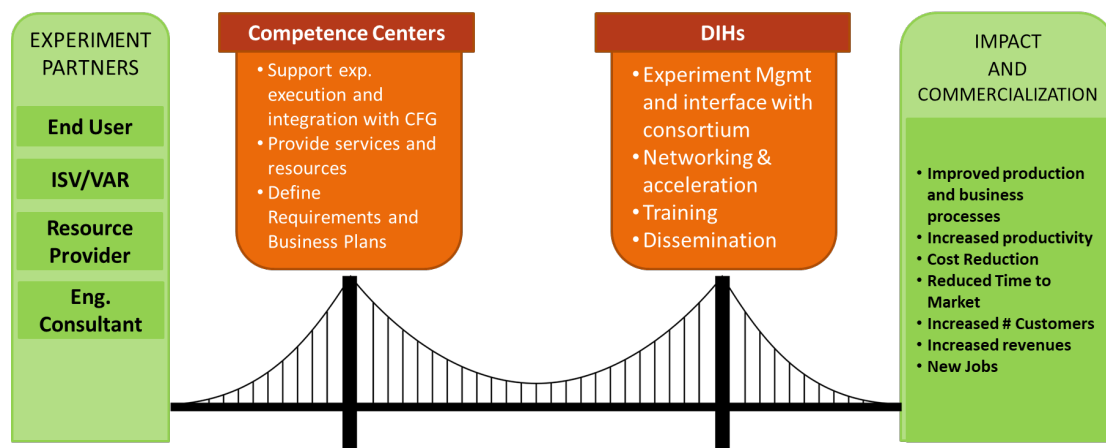 EXPERIMENT
PARTNERS
End User
ISV/VAR
Resource
Provider
Eng.
Consultant
Competence Centers
• Support exp.
execution and
integration with CFG
• Provide services and
resources
• Define
Requirements and
Business Plans
DIHs
• Experiment Mgmt
and interface with
consortium
• Networking &
acceleration
• Training
• Dissemination
IMPACT
AND
COMMERCIALIZATION
• Improved production
and business
processes
• Increased productivity
• Cost Reduction
• Reduced Time to
Market
• Increased # Customers
• Increased revenues
• New Jobs